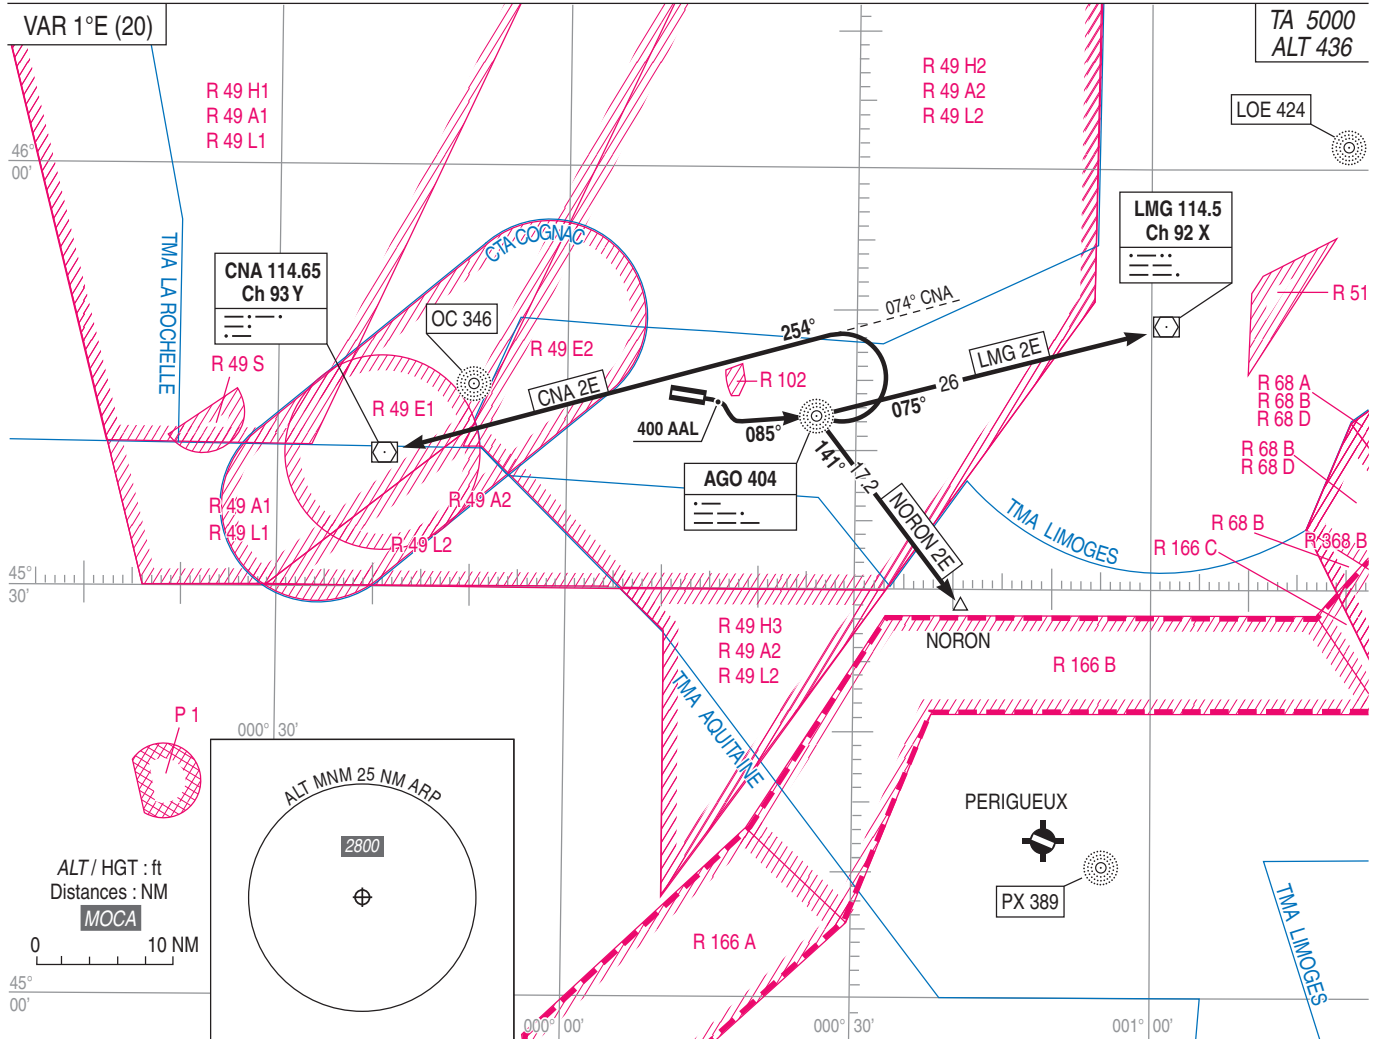 VAR 1°E (20)
TA 5000
ALT 436
R 49 H1
R 49 A1
R 49 L1
R 49 H2
R 49 A2
R 49 L2
LOE 424
46°
00'
LMG 114.5
Ch 92 X
TMA LA ROCHELLE
CTA COGNAC
CNA 114.65
Ch 93 Y
OC 346
074° CNA
R 51
254°
R 49 E2
LMG 2E
R 49 S
R 102
CNA 2E
26
075°
R 68 A
R 68 B
R 68 D
R 49 E1
400 AAL
085°
141°
17.2
R 68 B
R 68 D
AGO 404
R 49 A1
R 49 L1
R 49 A2
NORON 2E
TMA LIMOGES
R 49 L2
R 68 B
R 166 C
R 368 B
45°
30'
R 49 H3
R 49 A2
R 49 L2
NORON
R 166 B
TMA AQUITAINE
P 1
000° 30'
ALT MNM 25 NM ARP
2800
PERIGUEUX
ALT / HGT : ft
Distances : NM
MOCA
0 10 NM
PX 389
TMA LIMOGES
R 166 A
45°
00'
000° 00'
000° 30'
001° 00'